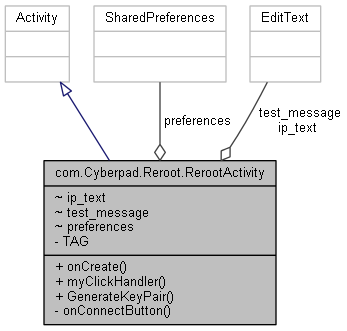 Activity
SharedPreferences
EditText
preferences
test_message
ip_text
com.Cyberpad.Reroot.RerootActivity
~ ip_text
~ test_message
~ preferences
- TAG
+ onCreate()
+ myClickHandler()
+ GenerateKeyPair()
- onConnectButton()